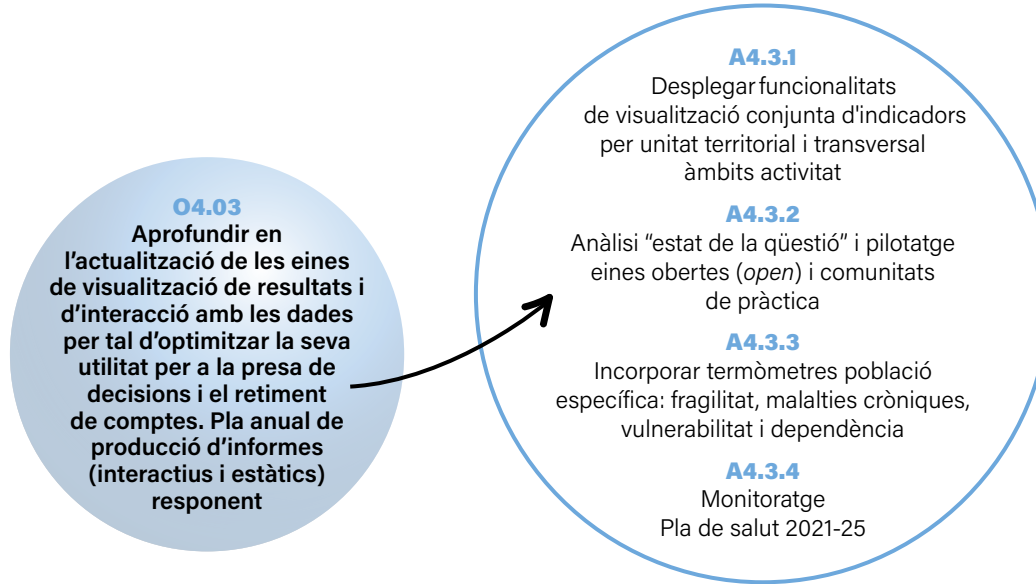 O4.03
Aprofundir en
l’actualització de les eines
de visualització de resultats i
d’interacció amb les dades
per tal d’optimitzar la seva
utilitat per a la presa de
decisions i el retiment
de comptes. Pla anual de
producció d’informes
(interactius i estàtics)
responent
A4.3.1
Desplegar funcionalitats
de visualització conjunta d'indicadors
per unitat territorial i transversal
àmbits activitat
A4.3.2
Anàlisi “estat de la qüestió” i pilotatge
eines obertes (open) i comunitats
de pràctica
A4.3.3
Incorporar termòmetres població
específica: fragilitat, malalties cròniques,
vulnerabilitat i dependència
A4.3.4
Monitoratge
Pla de salut 2021-25